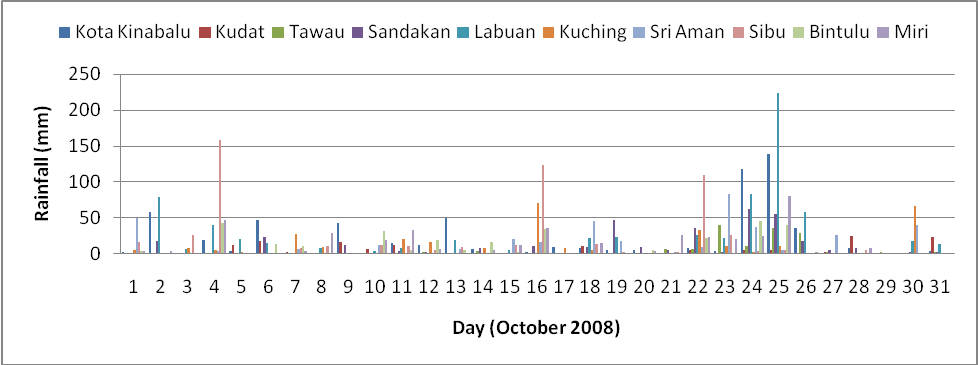 Kota Kinabalu Kudat Tawau Sandakan Labuan Kuching Sri Aman Sibu Bintulu Miri
250
200
150
100
50
0
Rainfall (mm)
1 2 3 4 5 6 7 8 9 10 11 12 13 14 15 16 17 18 19 20 21 22 23 24 25 26 27 28 29 30 31
Day (October 2008)